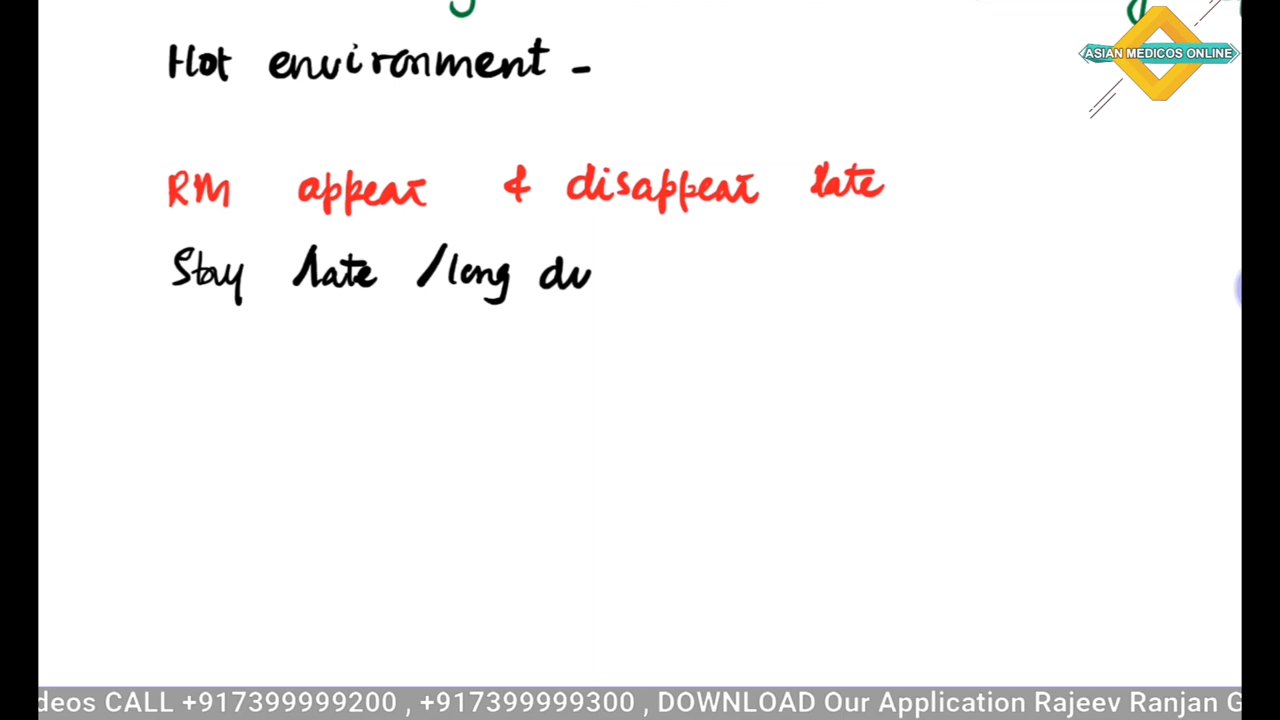 ASIAN MEDICOS ONLINE
Hot environment -
RM appear & disappear late
Stay late / long du
deos CALL +917399999200 , +917399999300 , DOWNLOAD Our Application Rajeev Ranjan G